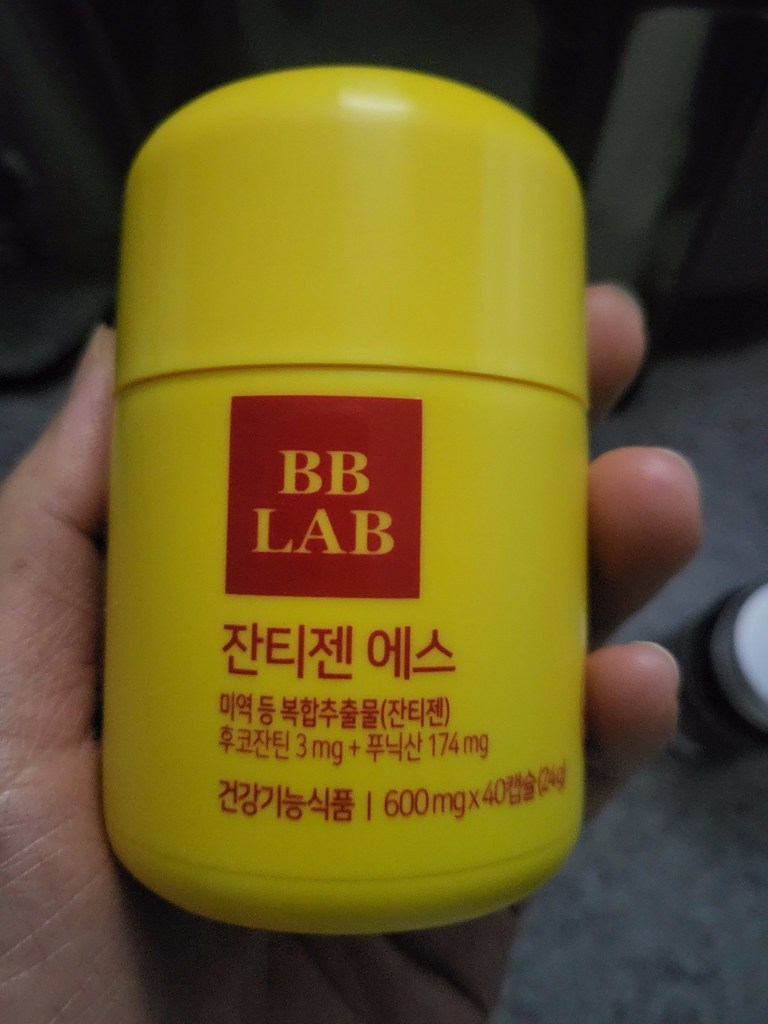 BB
LAB
잔티젠 에스
미역 등 복합추출물(잔티젠)
후코잔틴 3 mg + 푸닉산 174 mg
건강기능식품 | 600 mg x 40캡슐(24g)